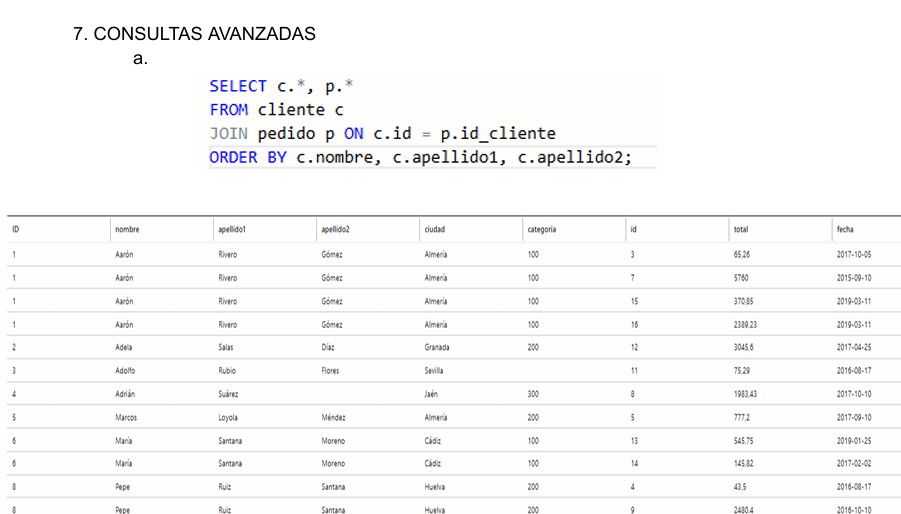 7. CONSULTAS AVANZADAS
a.
SELECT c.*, p.*
FROM cliente c
JOIN pedido p ON c.id = p.id_cliente
ORDER BY c.nombre, c.apellido1, c.apellido2;
ID nombre apellido1 apellido2 ciudad categoria id total fecha
1 Aarón Rivero Gómez Almería 100 3 65,26 2017-10-05
1 Aarón Rivero Gómez Almería 100 7 5760 2015-09-10
1 Aarón Rivero Gómez Almería 100 15 370,85 2019-03-11
1 Aarón Rivero Gómez Almería 100 16 2389,23 2019-03-11
2 Adela Salas Díaz Granada 200 12 3045,6 2017-04-25
3 Adolfo Rubio Flores Sevilla 11 75,29 2016-08-17
4 Adrián Suárez Jaén 300 8 1983,43 2017-10-10
5 Marcos Loyola Méndez Almería 200 5 777,2 2017-09-10
6 María Santana Moreno Cádiz 100 13 545,75 2019-01-25
6 María Santana Moreno Cádiz 100 14 145,82 2017-02-02
8 Pepe Ruiz Santana Huelva 200 4 43,5 2016-08-17
8 Pepe Ruiz Santana Huelva 200 9 2480,4 2016-10-10